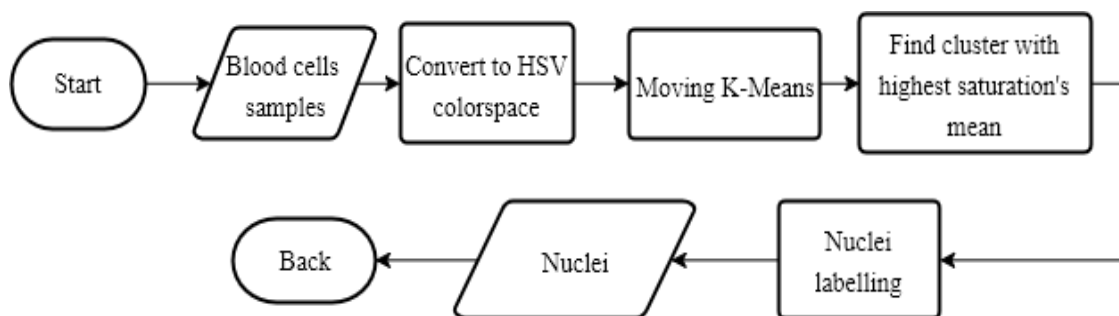 Start
Blood cells
samples
Convert to HSV
colorspace
Moving K-Means
Find cluster with
highest saturation's
mean
Back
Nuclei
Nuclei
labelling